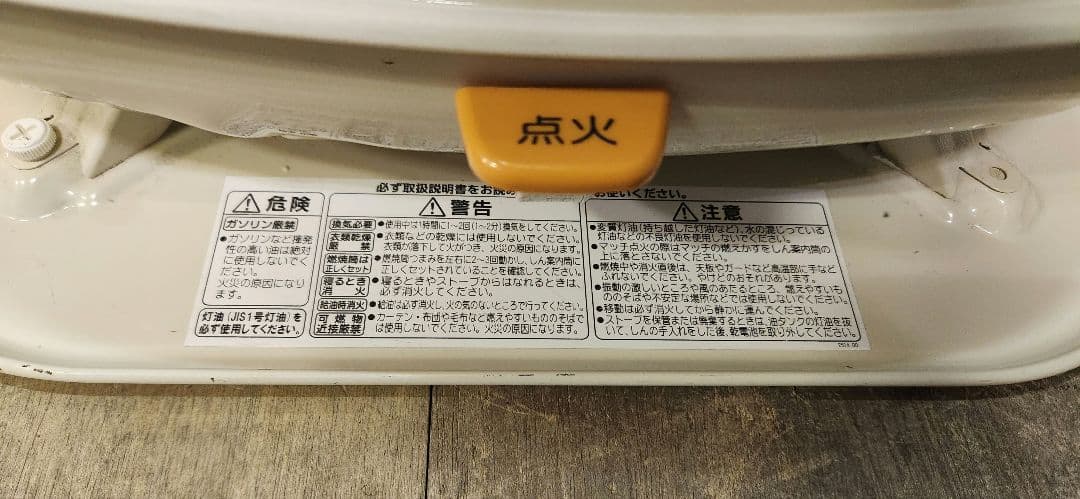 点火
必ず取扱説明書をお読み
お使いください。
危険
ガソリン厳禁
●ガソリンなど揮発
性の高い油は絶対
に使用しないでく
ださい。
火災の原因になり
ます。
灯油(JIS1号灯油)を
必ず使用してください。
警告
換気必要 ●使用中は1時間に1~2回(1~2分)換気をしてください。
衣類乾燥 ●衣類などの乾燥には使用しないでください。
厳禁 衣類が落下して火がつき、火災の原因になります。
燃焼筒は ●燃焼筒つまみを左右に2~3回動かし、しん案内筒に
正しくセット 正しくセットされていることを確認してください。
寝るとき ●寝るときやストーブからはなれるときは、
消火 必ず消火してください。
給油時消火 ●給油は必ず消火し、火の気のないところで行ってください。
可燃物 ●カーテン・布団や毛布など燃えやすいもののそばで
近接厳禁 は使用しないでください。火災の原因になります。
注意
●変質灯油(持ち越した灯油など)、水の混じっている
灯油などの不良灯油を使用しないでください。
●マッチ点火の際はマッチの燃えかすをしん案内筒の
上に落とさないでください。
●燃焼中や消火直後は、天板やガードなど高温部に手など
ふれないでください。やけどのおそれがあります。
●振動の激しいところや風のあたるところ、燃えやすいも
ののそばや不安定な場所などでは使用しないでください。
●移動は必ず消火してから静かに運んでください。
●ストーブを保管または廃棄するときは、油タンクの灯油を抜
いて、しんの手入れをした後、乾電池を取り外してください。